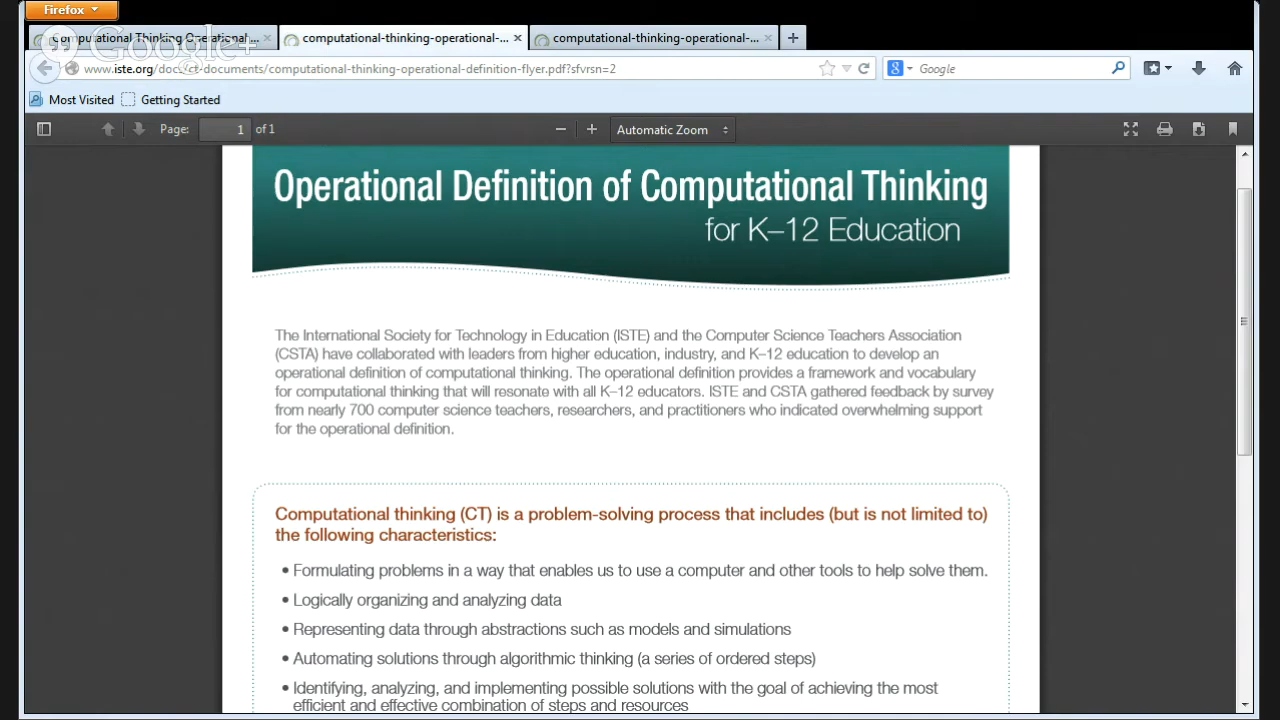 Firefox
Computational Thinking Operational...
computational-thinking-operational-...
computational-thinking-operational-...
Google+
www.iste.org/docs/ct-documents/computational-thinking-operational-definition-flyer.pdf?sfvrsn=2
Google
Most Visited
Getting Started
Page: 1 of 1
Automatic Zoom
Operational Definition of Computational Thinking
for K–12 Education
The International Society for Technology in Education (ISTE) and the Computer Science Teachers Association
(CSTA) have collaborated with leaders from higher education, industry, and K–12 education to develop an
operational definition of computational thinking. The operational definition provides a framework and vocabulary
for computational thinking that will resonate with all K–12 educators. ISTE and CSTA gathered feedback by survey
from nearly 700 computer science teachers, researchers, and practitioners who indicated overwhelming support
for the operational definition.
Computational thinking (CT) is a problem-solving process that includes (but is not limited to)
the following characteristics:
• Formulating problems in a way that enables us to use a computer and other tools to help solve them.
• Logically organizing and analyzing data
• Representing data through abstractions such as models and simulations
• Automating solutions through algorithmic thinking (a series of ordered steps)
• Identifying, analyzing, and implementing possible solutions with the goal of achieving the most
efficient and effective combination of steps and resources